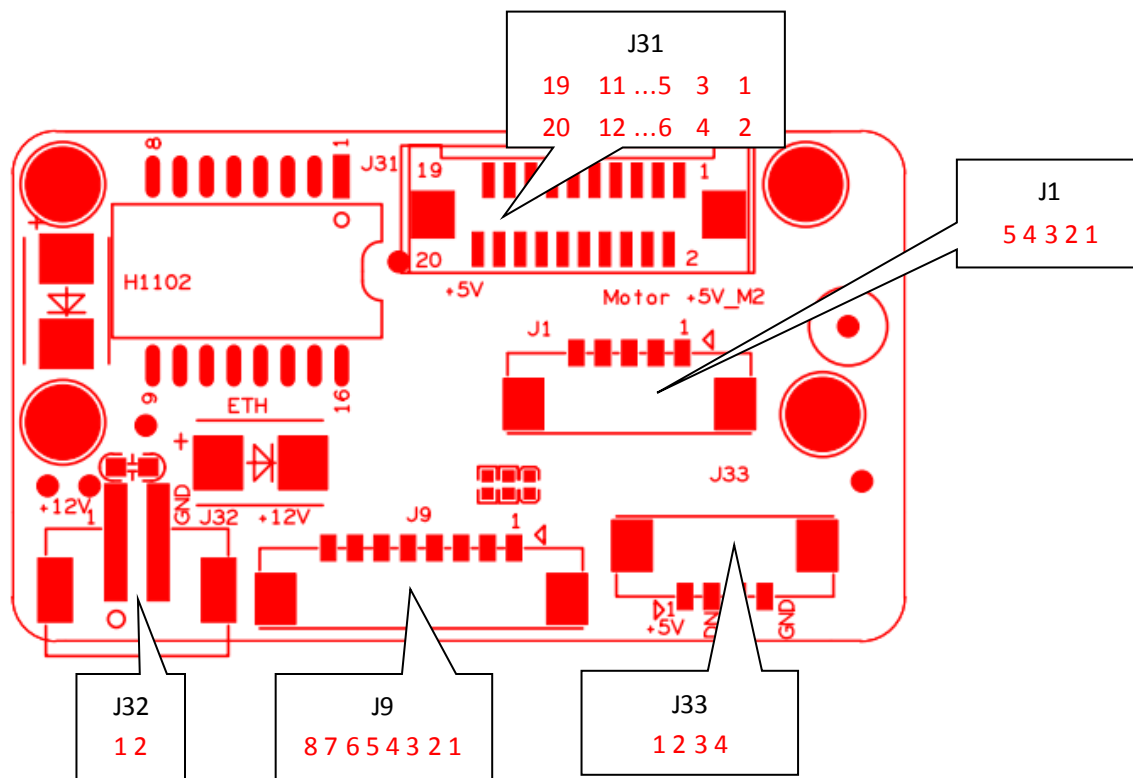 J31
19 11 ...5 3 1
20 12 ...6 4 2
J1
5 4 3 2 1
8
1
J31
19
1
+
H1102
20
2
+5V
Motor +5V_M2
J1
1
9
16
ETH
+
J33
+12V
1
GND
J32
+12V
J9
1
1
+5V
DN
GND
J32
1 2
J9
8 7 6 5 4 3 2 1
J33
1 2 3 4